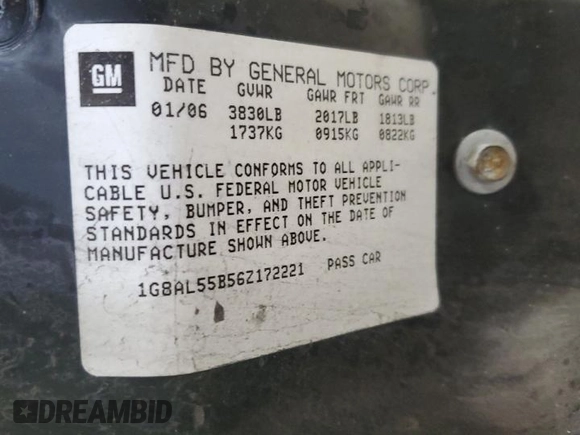 GM
MFD BY GENERAL MOTORS CORP.
DATE GVWR GAWR FRT GAWR RR
01/06 3830LB 2017LB 1813LB
1737KG 0915KG 0822KG
THIS VEHICLE CONFORMS TO ALL APPLI-
CABLE U.S. FEDERAL MOTOR VEHICLE
SAFETY, BUMPER, AND THEFT PREVENTION
STANDARDS IN EFFECT ON THE DATE OF
MANUFACTURE SHOWN ABOVE.
1G8AL55B56Z172221 PASS CAR
DREAMBID